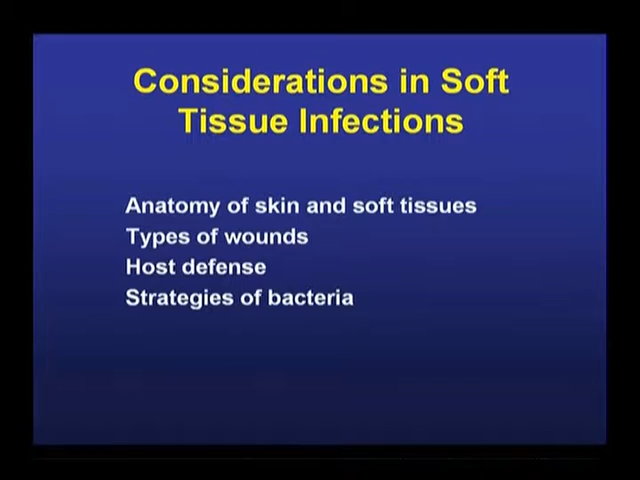 Considerations in Soft
Tissue Infections
Anatomy of skin and soft tissues
Types of wounds
Host defense
Strategies of bacteria